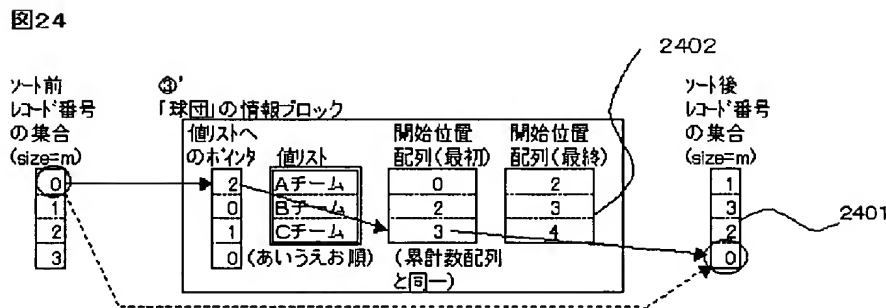 図24
2402
ソート前
レコード番号
の集合
(size=m)
0
1
2
3
③'
「球団」の情報ブロック
値リストへ
のポインタ
2
0
1
0
値リスト
Aチーム
Bチーム
Cチーム
(あいうえお順)
開始位置
配列(最初)
0
2
3
(累計数配列
と同一)
開始位置
配列(最終)
2
3
4
ソート後
レコード番号
の集合
(size=m)
1
3
2
0
2401